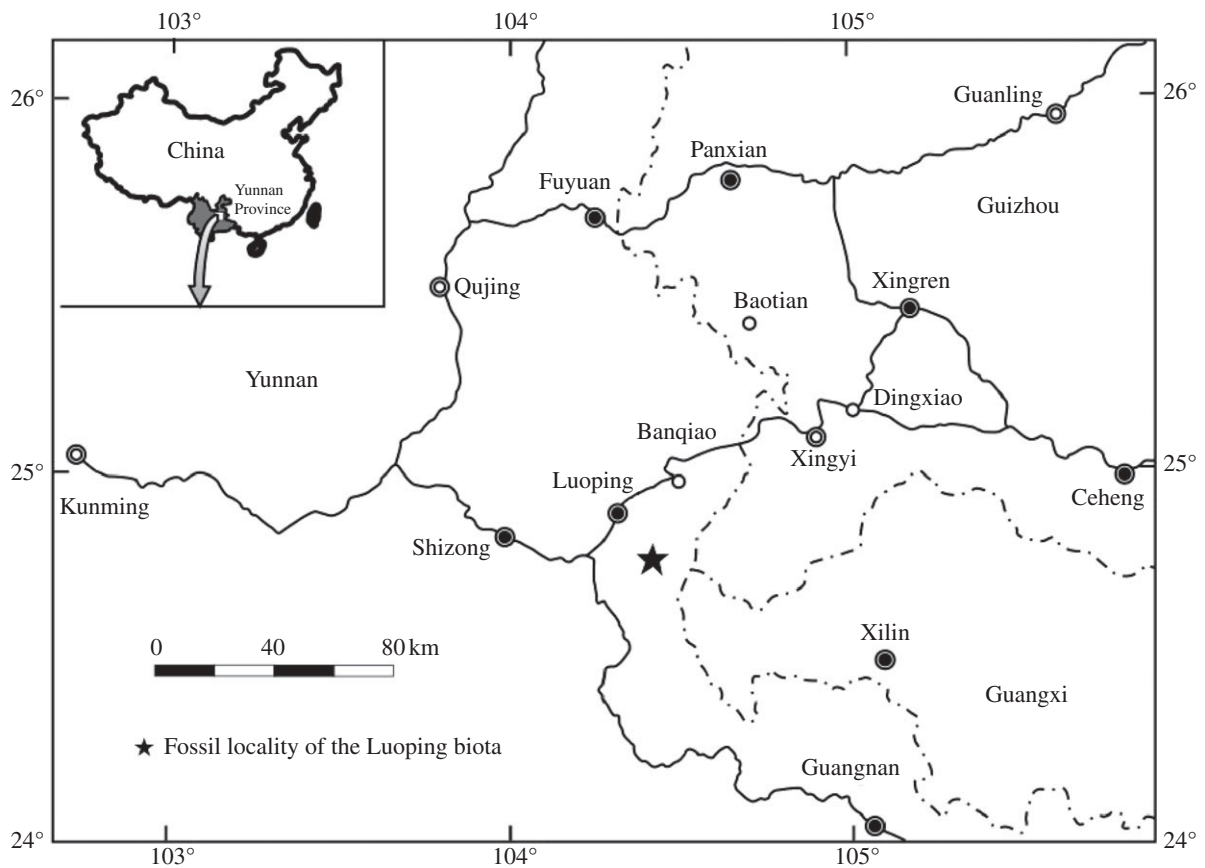 103°
104°
105°
26°
26°
China
Yunnan
Province
Guanling
Panxian
Fuyuan
Guizhou
Qujing
Xingren
Baotian
Yunnan
Dingxiao
Banqiao
Xingyi
25°
25°
Kunming
Luoping
Ceheng
Shizong
0 40 80 km
Xilin
Guangxi
★ Fossil locality of the Luoping biota
Guangnan
24°
24°
103°
104°
105°